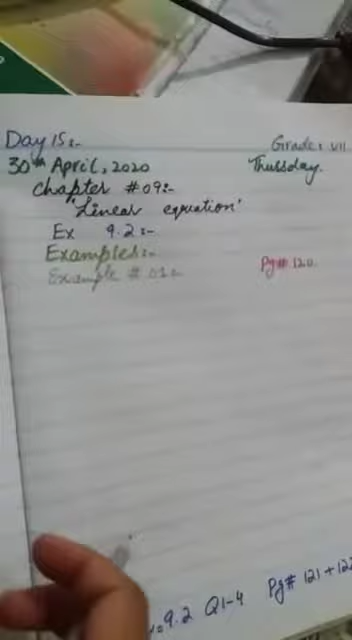 Day 15:- Grade: VII
30th April, 2020 Thursday.
Chapter #09:-
'Linear equation'
Ex 9.2:-
Examples:-
Example # 01:- Pg# 120.
9.2 Q1-4 Pg# 121+122